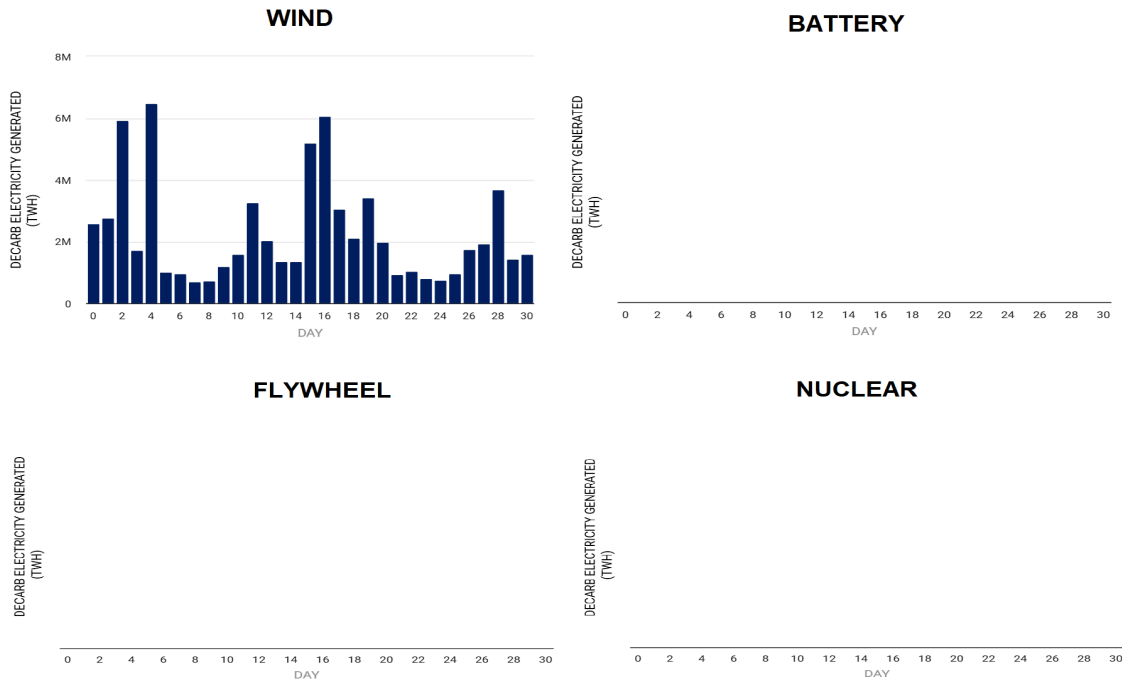 WIND
DECARB ELECTRICITY GENERATED
(TWH)
8M
6M
4M
2M
0
0 2 4 6 8 10 12 14 16 18 20 22 24 26 28 30
DAY
BATTERY
DECARB ELECTRICITY GENERATED
(TWH)
0 2 4 6 8 10 12 14 16 18 20 22 24 26 28 30
DAY
FLYWHEEL
DECARB ELECTRICITY GENERATED
(TWH)
0 2 4 6 8 10 12 14 16 18 20 22 24 26 28 30
DAY
NUCLEAR
DECARB ELECTRICITY GENERATED
(TWH)
0 2 4 6 8 10 12 14 16 18 20 22 24 26 28 30
DAY